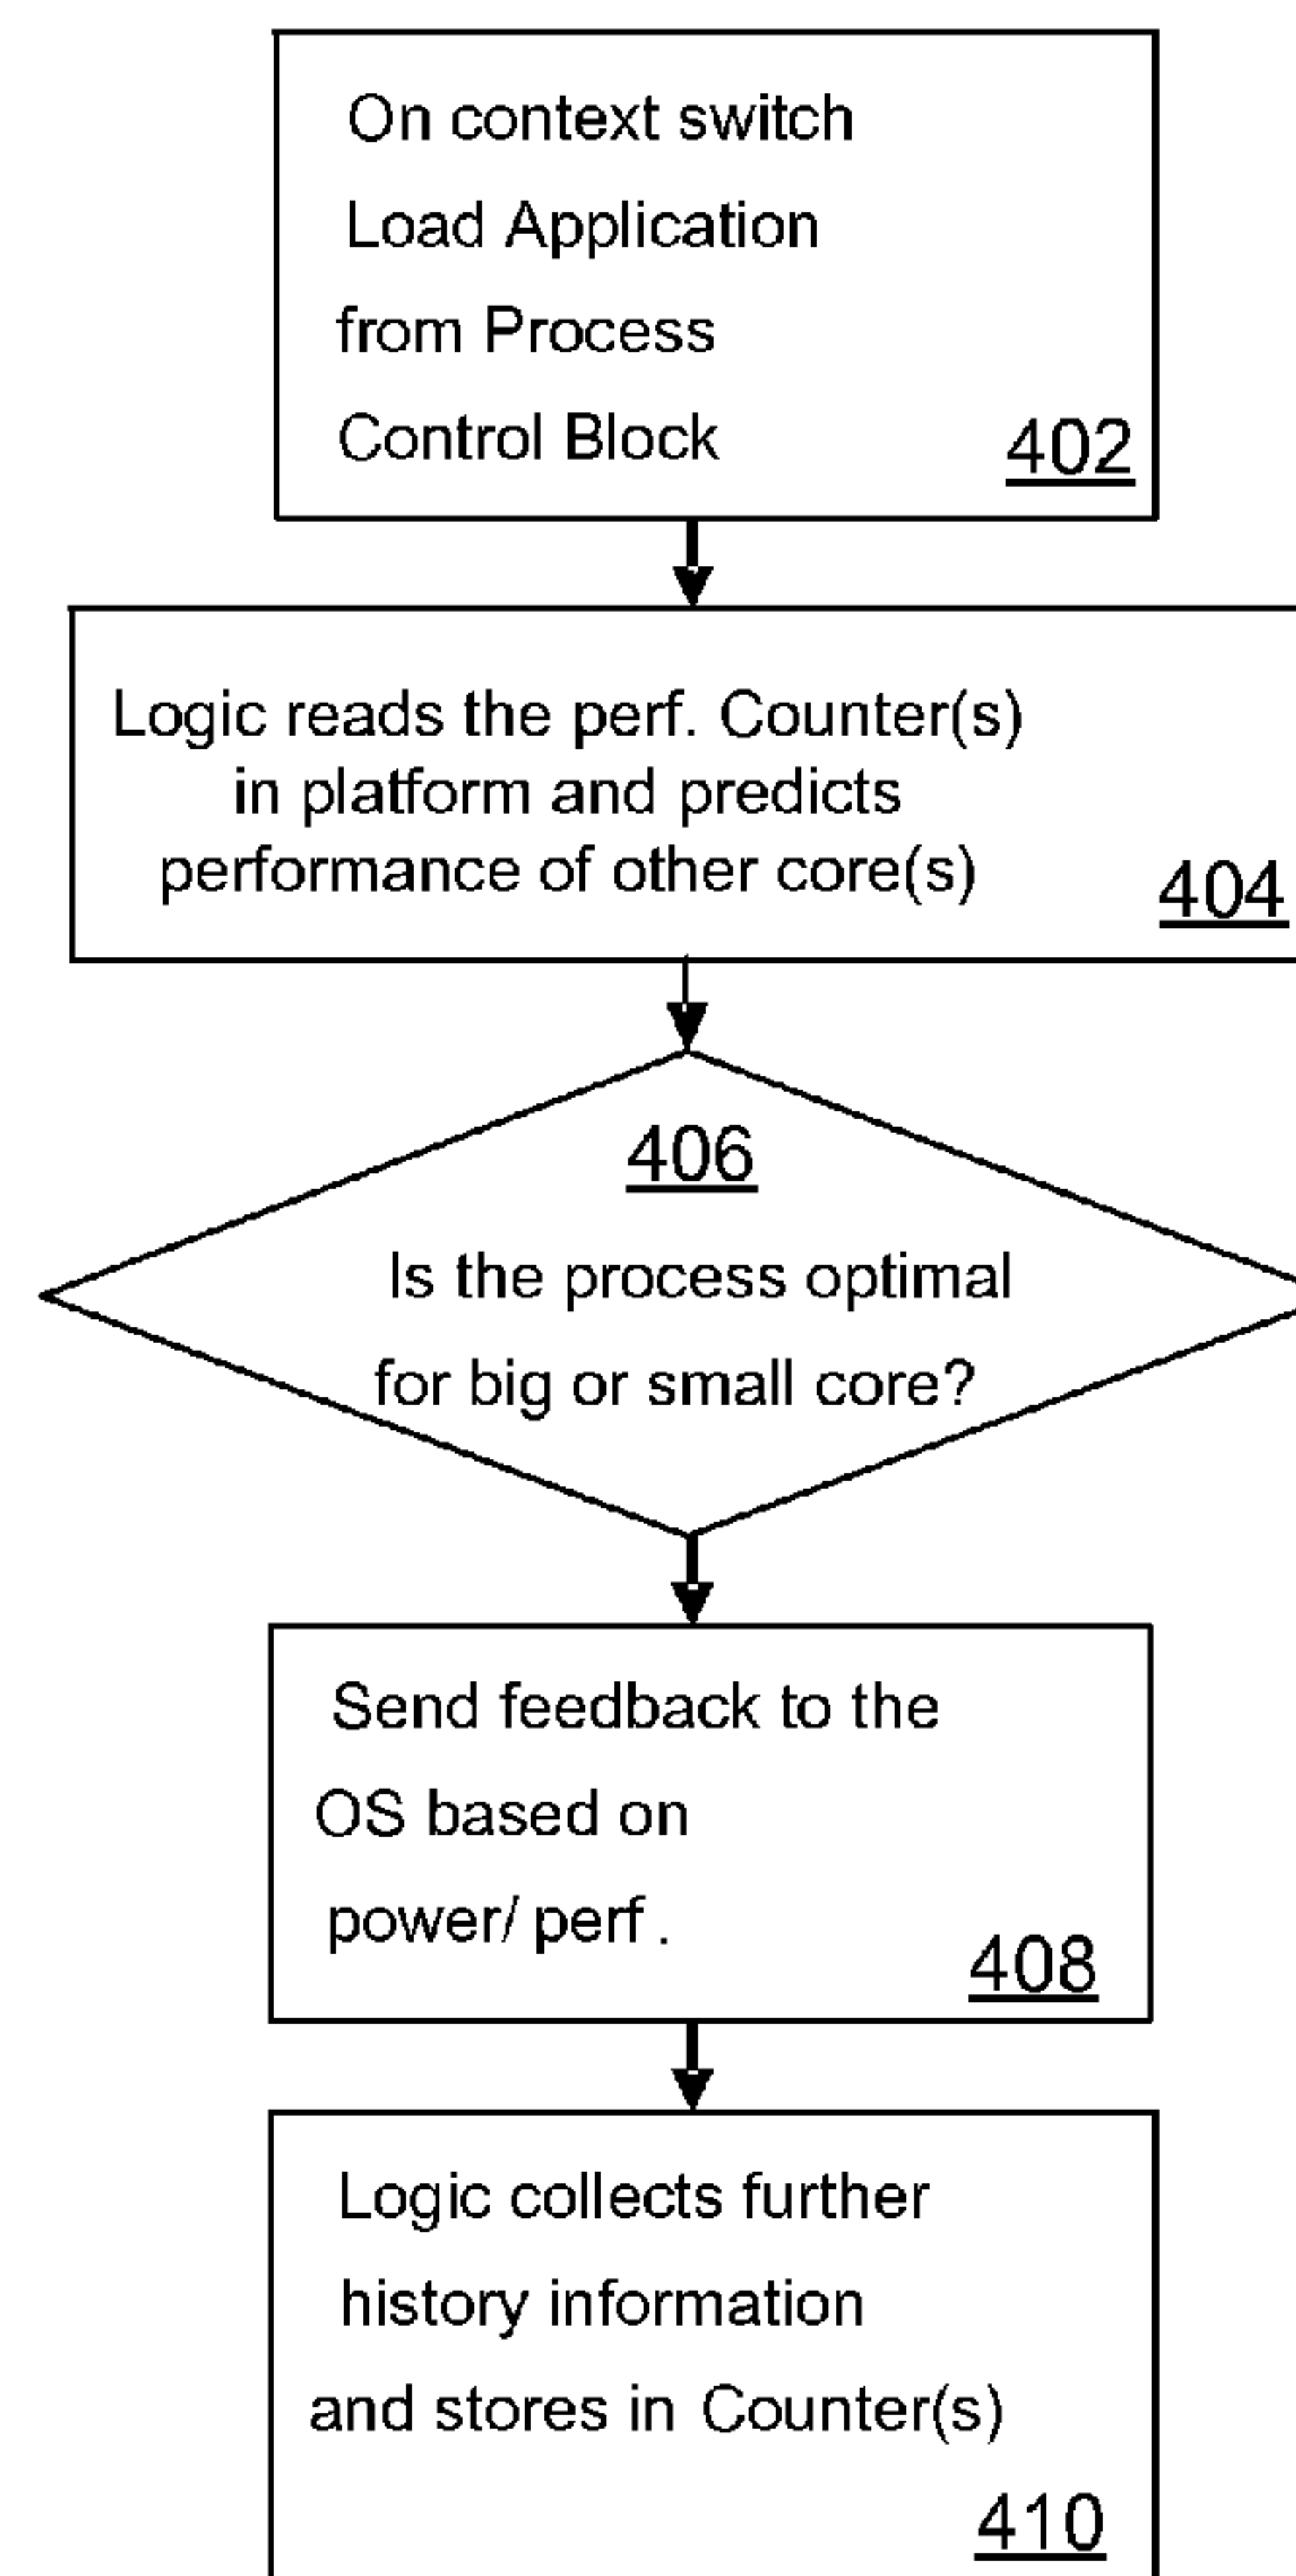 On context switch
Load Application
from Process
Control Block
402
Logic reads the perf. Counter(s)
in platform and predicts
performance of other core(s)
404
406
Is the process optimal
for big or small core?
Send feedback to the
OS based on
power/ perf .
408
Logic collects further
history information
and stores in Counter(s)
410